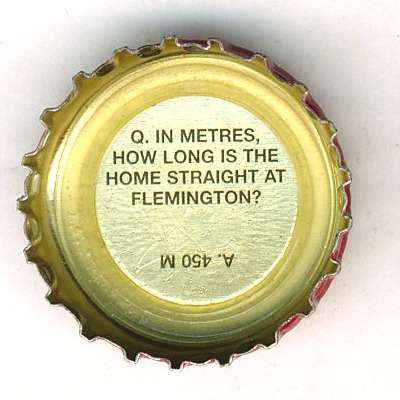 Q. IN METRES,
HOW LONG IS THE
HOME STRAIGHT AT
FLEMINGTON?
A. 450 M